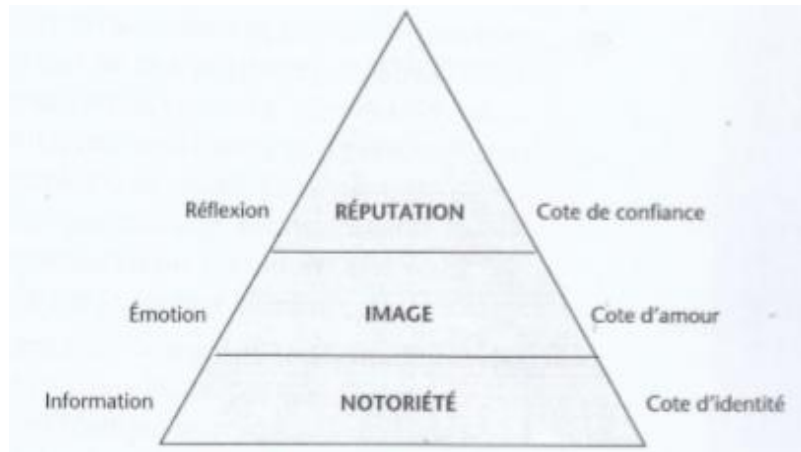 Réflexion RÉPUTATION Cote de confiance
Émotion IMAGE Cote d'amour
Information NOTORIÉTÉ Cote d'identité